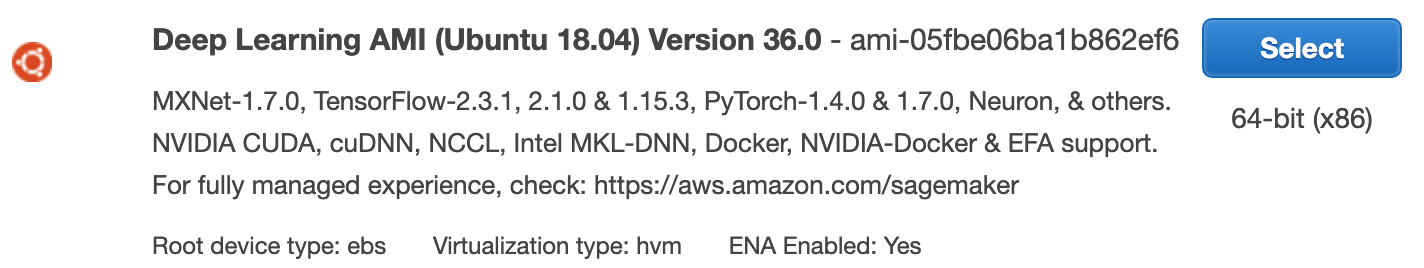 Deep Learning AMI (Ubuntu 18.04) Version 36.0 - ami-05fbe06ba1b862ef6
Select
MXNet-1.7.0, TensorFlow-2.3.1, 2.1.0 & 1.15.3, PyTorch-1.4.0 & 1.7.0, Neuron, & others.
64-bit (x86)
NVIDIA CUDA, cuDNN, NCCL, Intel MKL-DNN, Docker, NVIDIA-Docker & EFA support.
For fully managed experience, check: https://aws.amazon.com/sagemaker
Root device type: ebs Virtualization type: hvm ENA Enabled: Yes